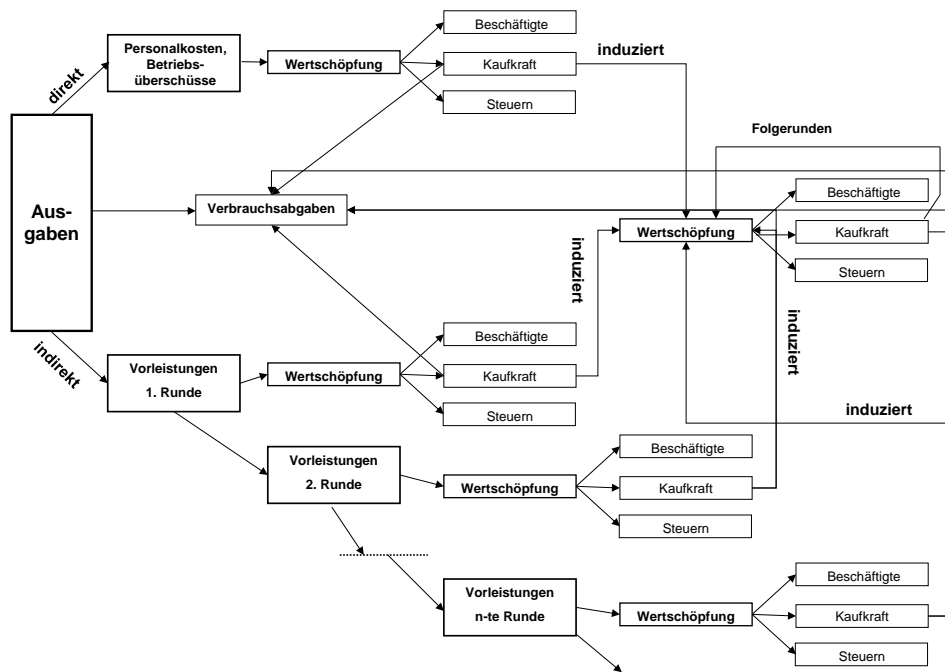 Beschäftigte
induziert
Personalkosten,
Betriebs-
überschüsse
Wertschöpfung
Kaufkraft
direkt
Steuern
Folgerunden
Aus-
gaben
Verbrauchsabgaben
Beschäftigte
Wertschöpfung
Kaufkraft
induziert
Steuern
induziert
indirekt
Beschäftigte
Vorleistungen
1. Runde
Wertschöpfung
Kaufkraft
Steuern
induziert
Vorleistungen
2. Runde
Beschäftigte
Wertschöpfung
Kaufkraft
Steuern
Vorleistungen
n-te Runde
Beschäftigte
Wertschöpfung
Kaufkraft
Steuern